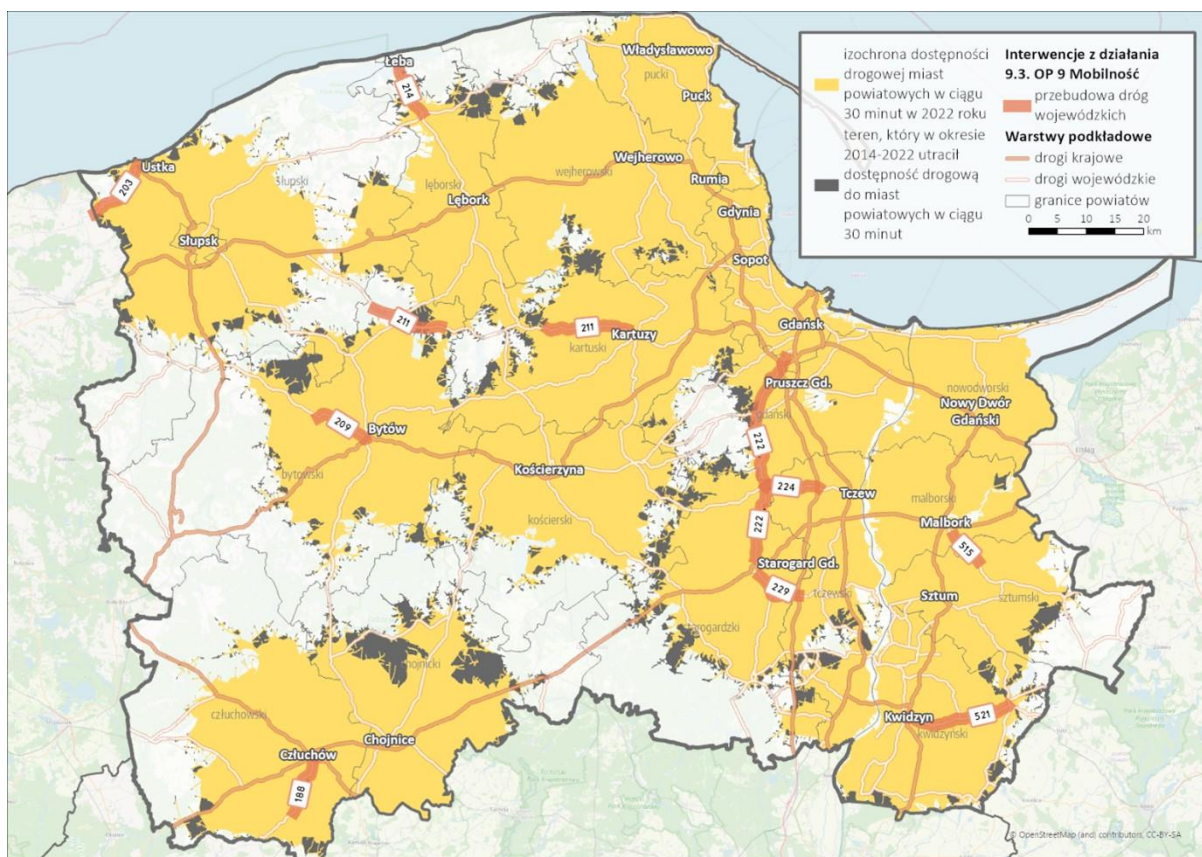 izochrona dostępności
drogowej miast
powiatowych w ciągu
30 minut w 2022 roku
teren, który w okresie
2014-2022 utracił
dostępność drogową
do miast
powiatowych w ciągu
30 minut
Interwencje z działania
9.3. OP 9 Mobilność
przebudowa dróg
wojewódzkich
Warstwy podkładowe
drogi krajowe
drogi wojewódzkie
granice powiatów
0 5 10 15 20
km
Władysławowo
pucki
Łeba
214
Puck
Ustka
203
słupski
lęborski
wejherowski
Wejherowo
Rumia
Lębork
Gdynia
Słupsk
Sopot
211
211
Kartuzy
kartuski
Gdańsk
Pruszcz Gd.
gdański
nowodworski
Nowy Dwór
Gdański
209
Bytów
222
bytowski
Kościerzyna
224
Tczew
malborski
kościerski
222
Malbork
515
Starogard Gd.
229
tczewski
Sztum
sztumski
starogardzki
chojnicki
człuchowski
Kwidzyn
521
kwidzyński
Chojnice
Człuchów
188
© OpenStreetMap (and) contributors, CC-BY-SA